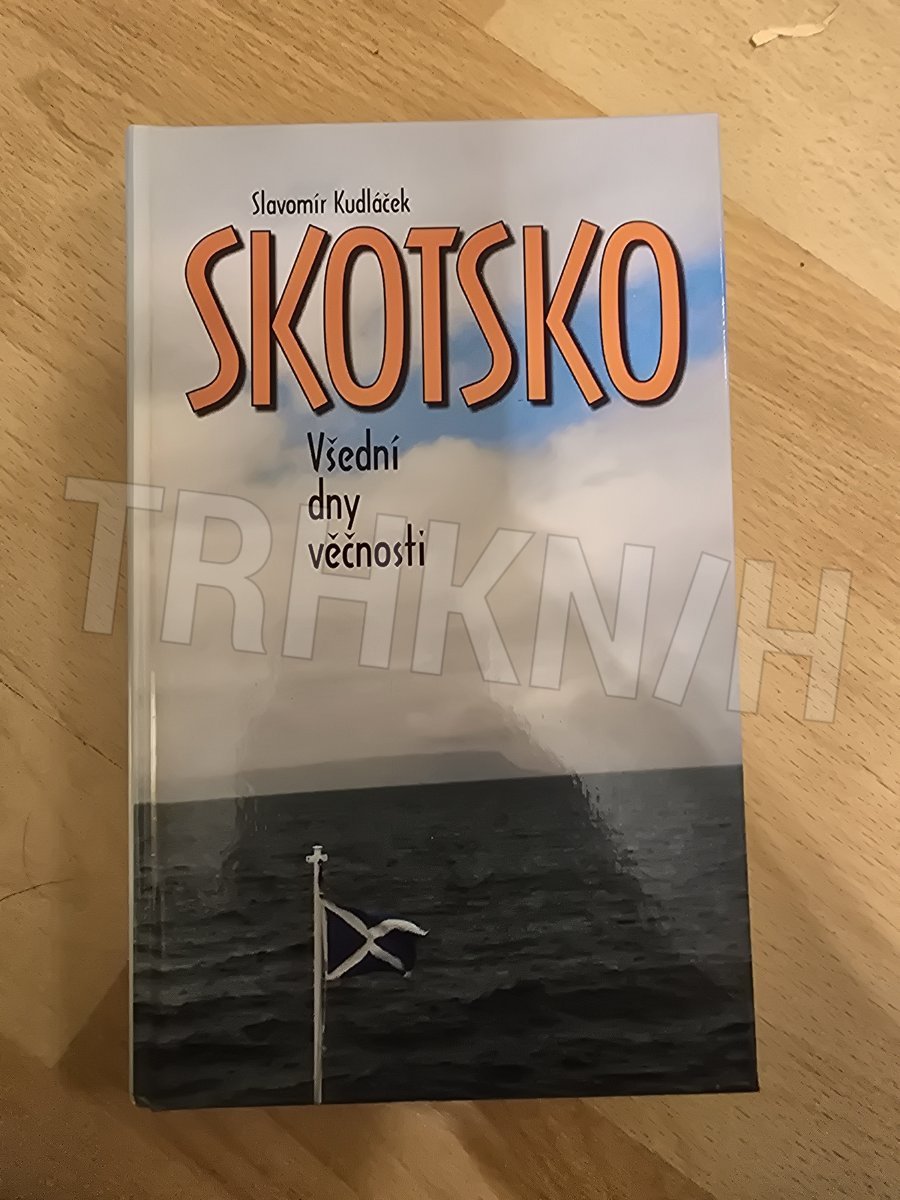 Slavomír Kudláček
SKOTSKO
Všední
dny
věčnosti
TRHKNIH